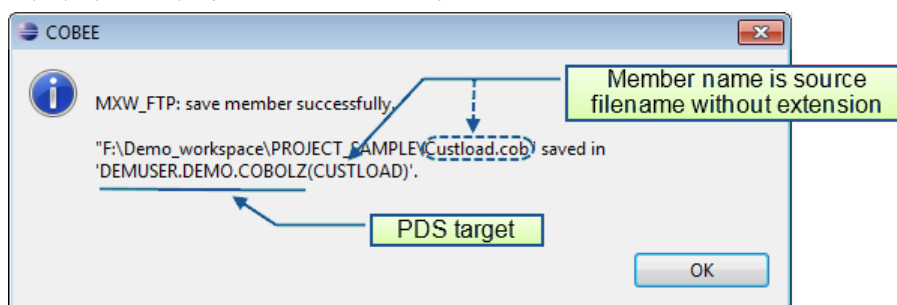 COBEE
Member name is source
filename without extension
MXW_FTP: save member successfully.
"F:\Demo_workspace\PROJECT_SAMPLE\Custload.cob' saved in
'DEMUSER.DEMO.COBOLZ(CUSTLOAD)'.
PDS target
OK